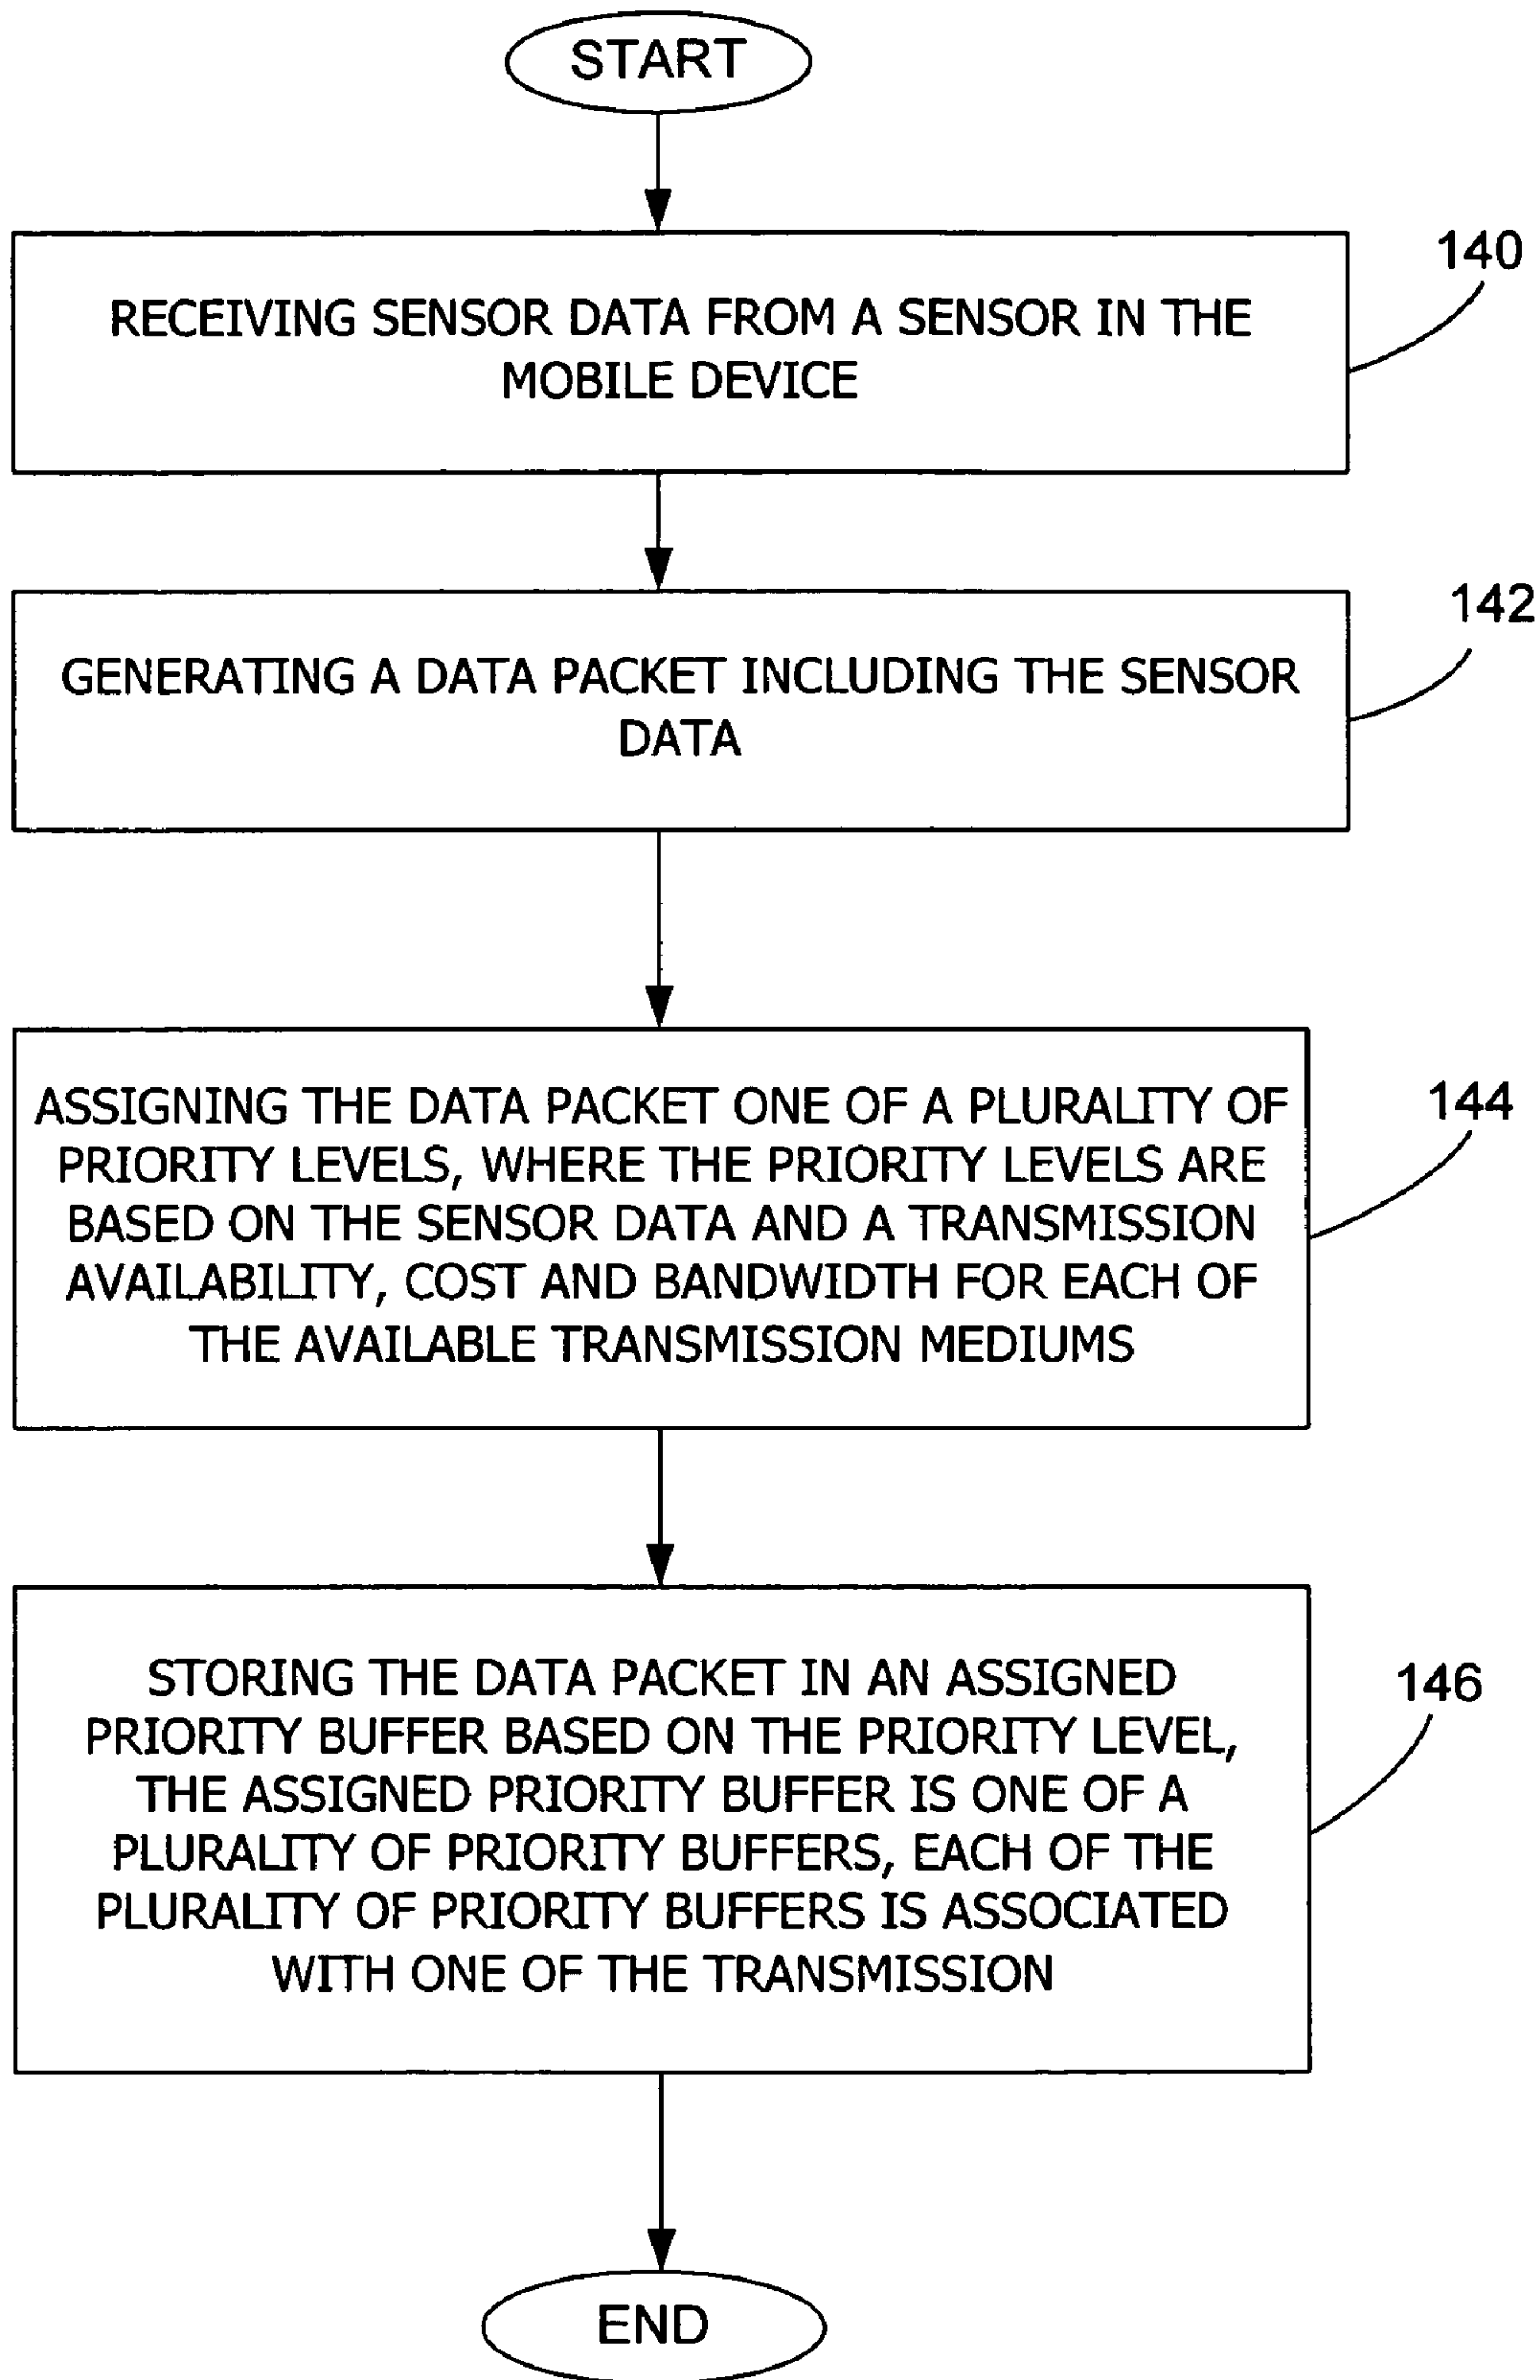 START
140
RECEIVING SENSOR DATA FROM A SENSOR IN THE
MOBILE DEVICE
142
GENERATING A DATA PACKET INCLUDING THE SENSOR
DATA
144
ASSIGNING THE DATA PACKET ONE OF A PLURALITY OF
PRIORITY LEVELS, WHERE THE PRIORITY LEVELS ARE
BASED ON THE SENSOR DATA AND A TRANSMISSION
AVAILABILITY, COST AND BANDWIDTH FOR EACH OF
THE AVAILABLE TRANSMISSION MEDIUMS
146
STORING THE DATA PACKET IN AN ASSIGNED
PRIORITY BUFFER BASED ON THE PRIORITY LEVEL,
THE ASSIGNED PRIORITY BUFFER IS ONE OF A
PLURALITY OF PRIORITY BUFFERS, EACH OF THE
PLURALITY OF PRIORITY BUFFERS IS ASSOCIATED
WITH ONE OF THE TRANSMISSION
END